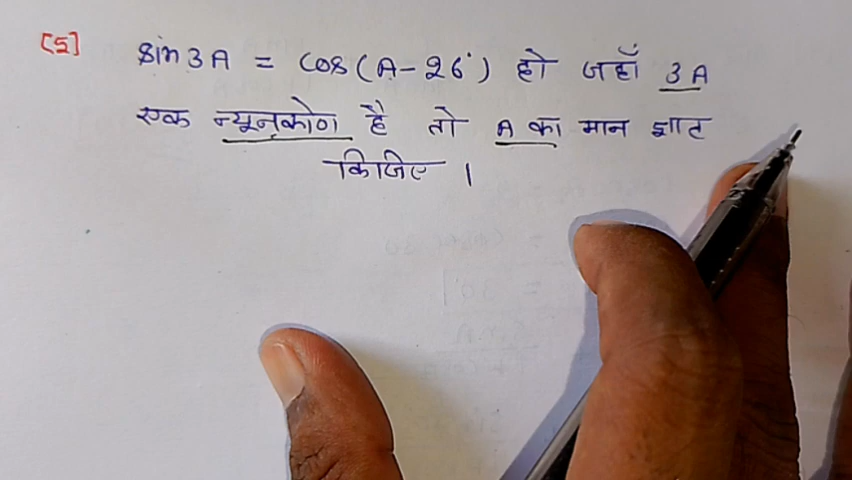 [5] sin 3A = cos (A - 26°) हो जहाँ 3A
एक न्यूनकोण है तो A का मान ज्ञात
किजिए ।